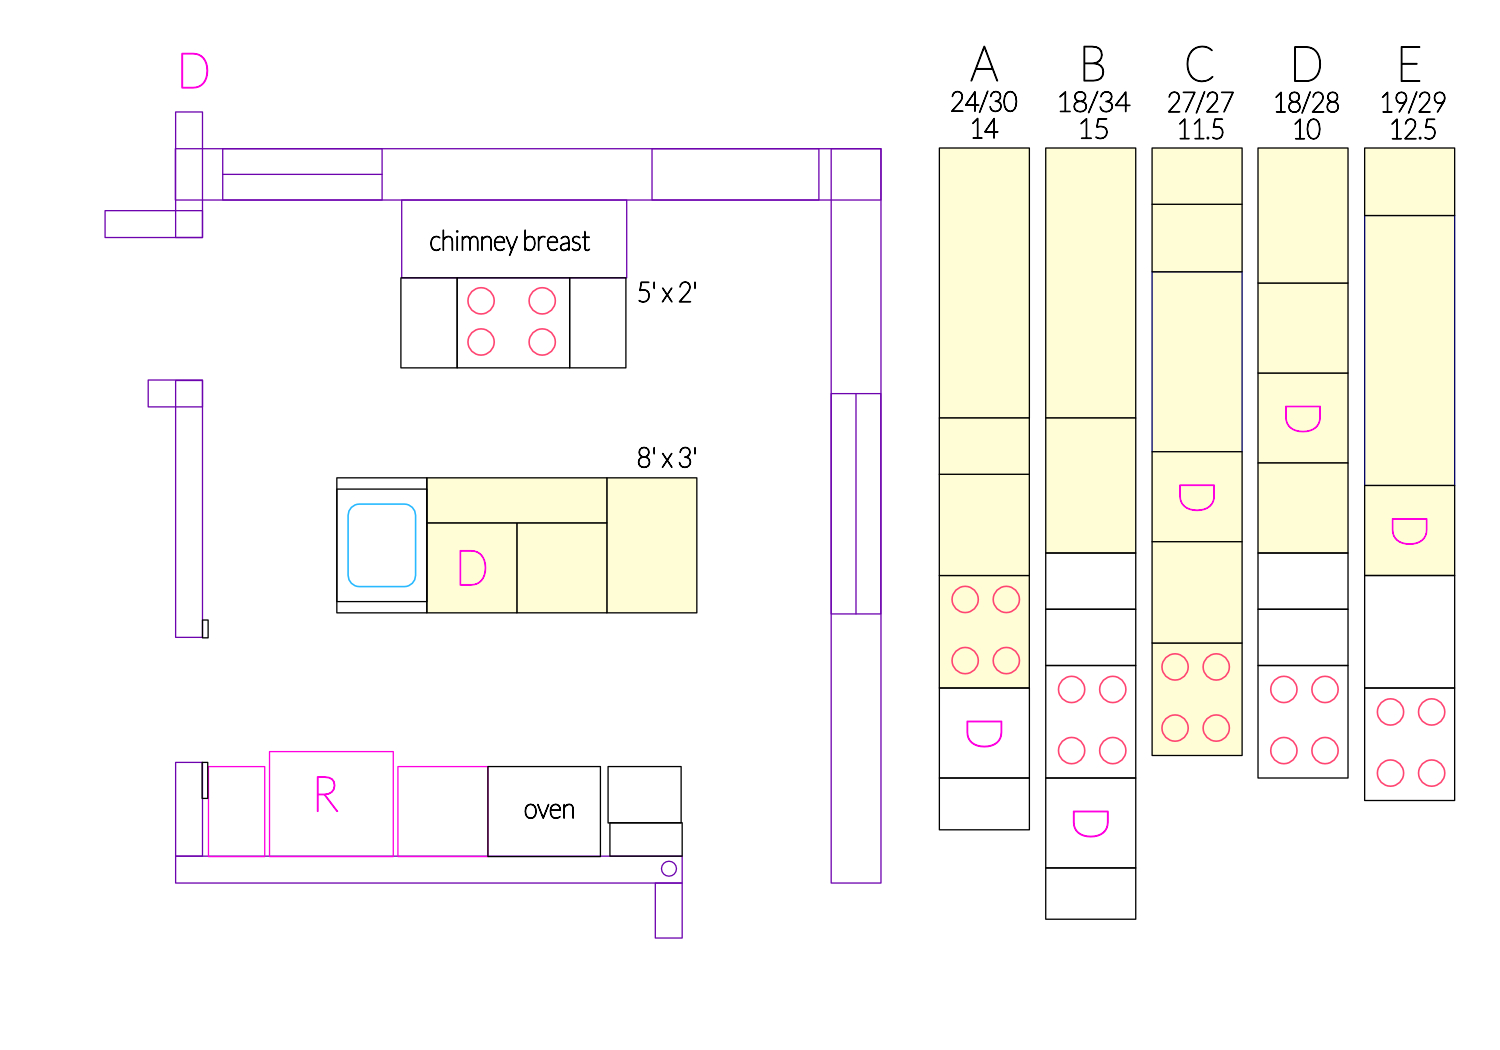 D
chimney breast
5' x 2'
8' x 3'
D
R
oven
A
24/30
14
D
B
18/34
15
D
C
27/27
11.5
D
D
18/28
10
D
E
19/29
12.5
D